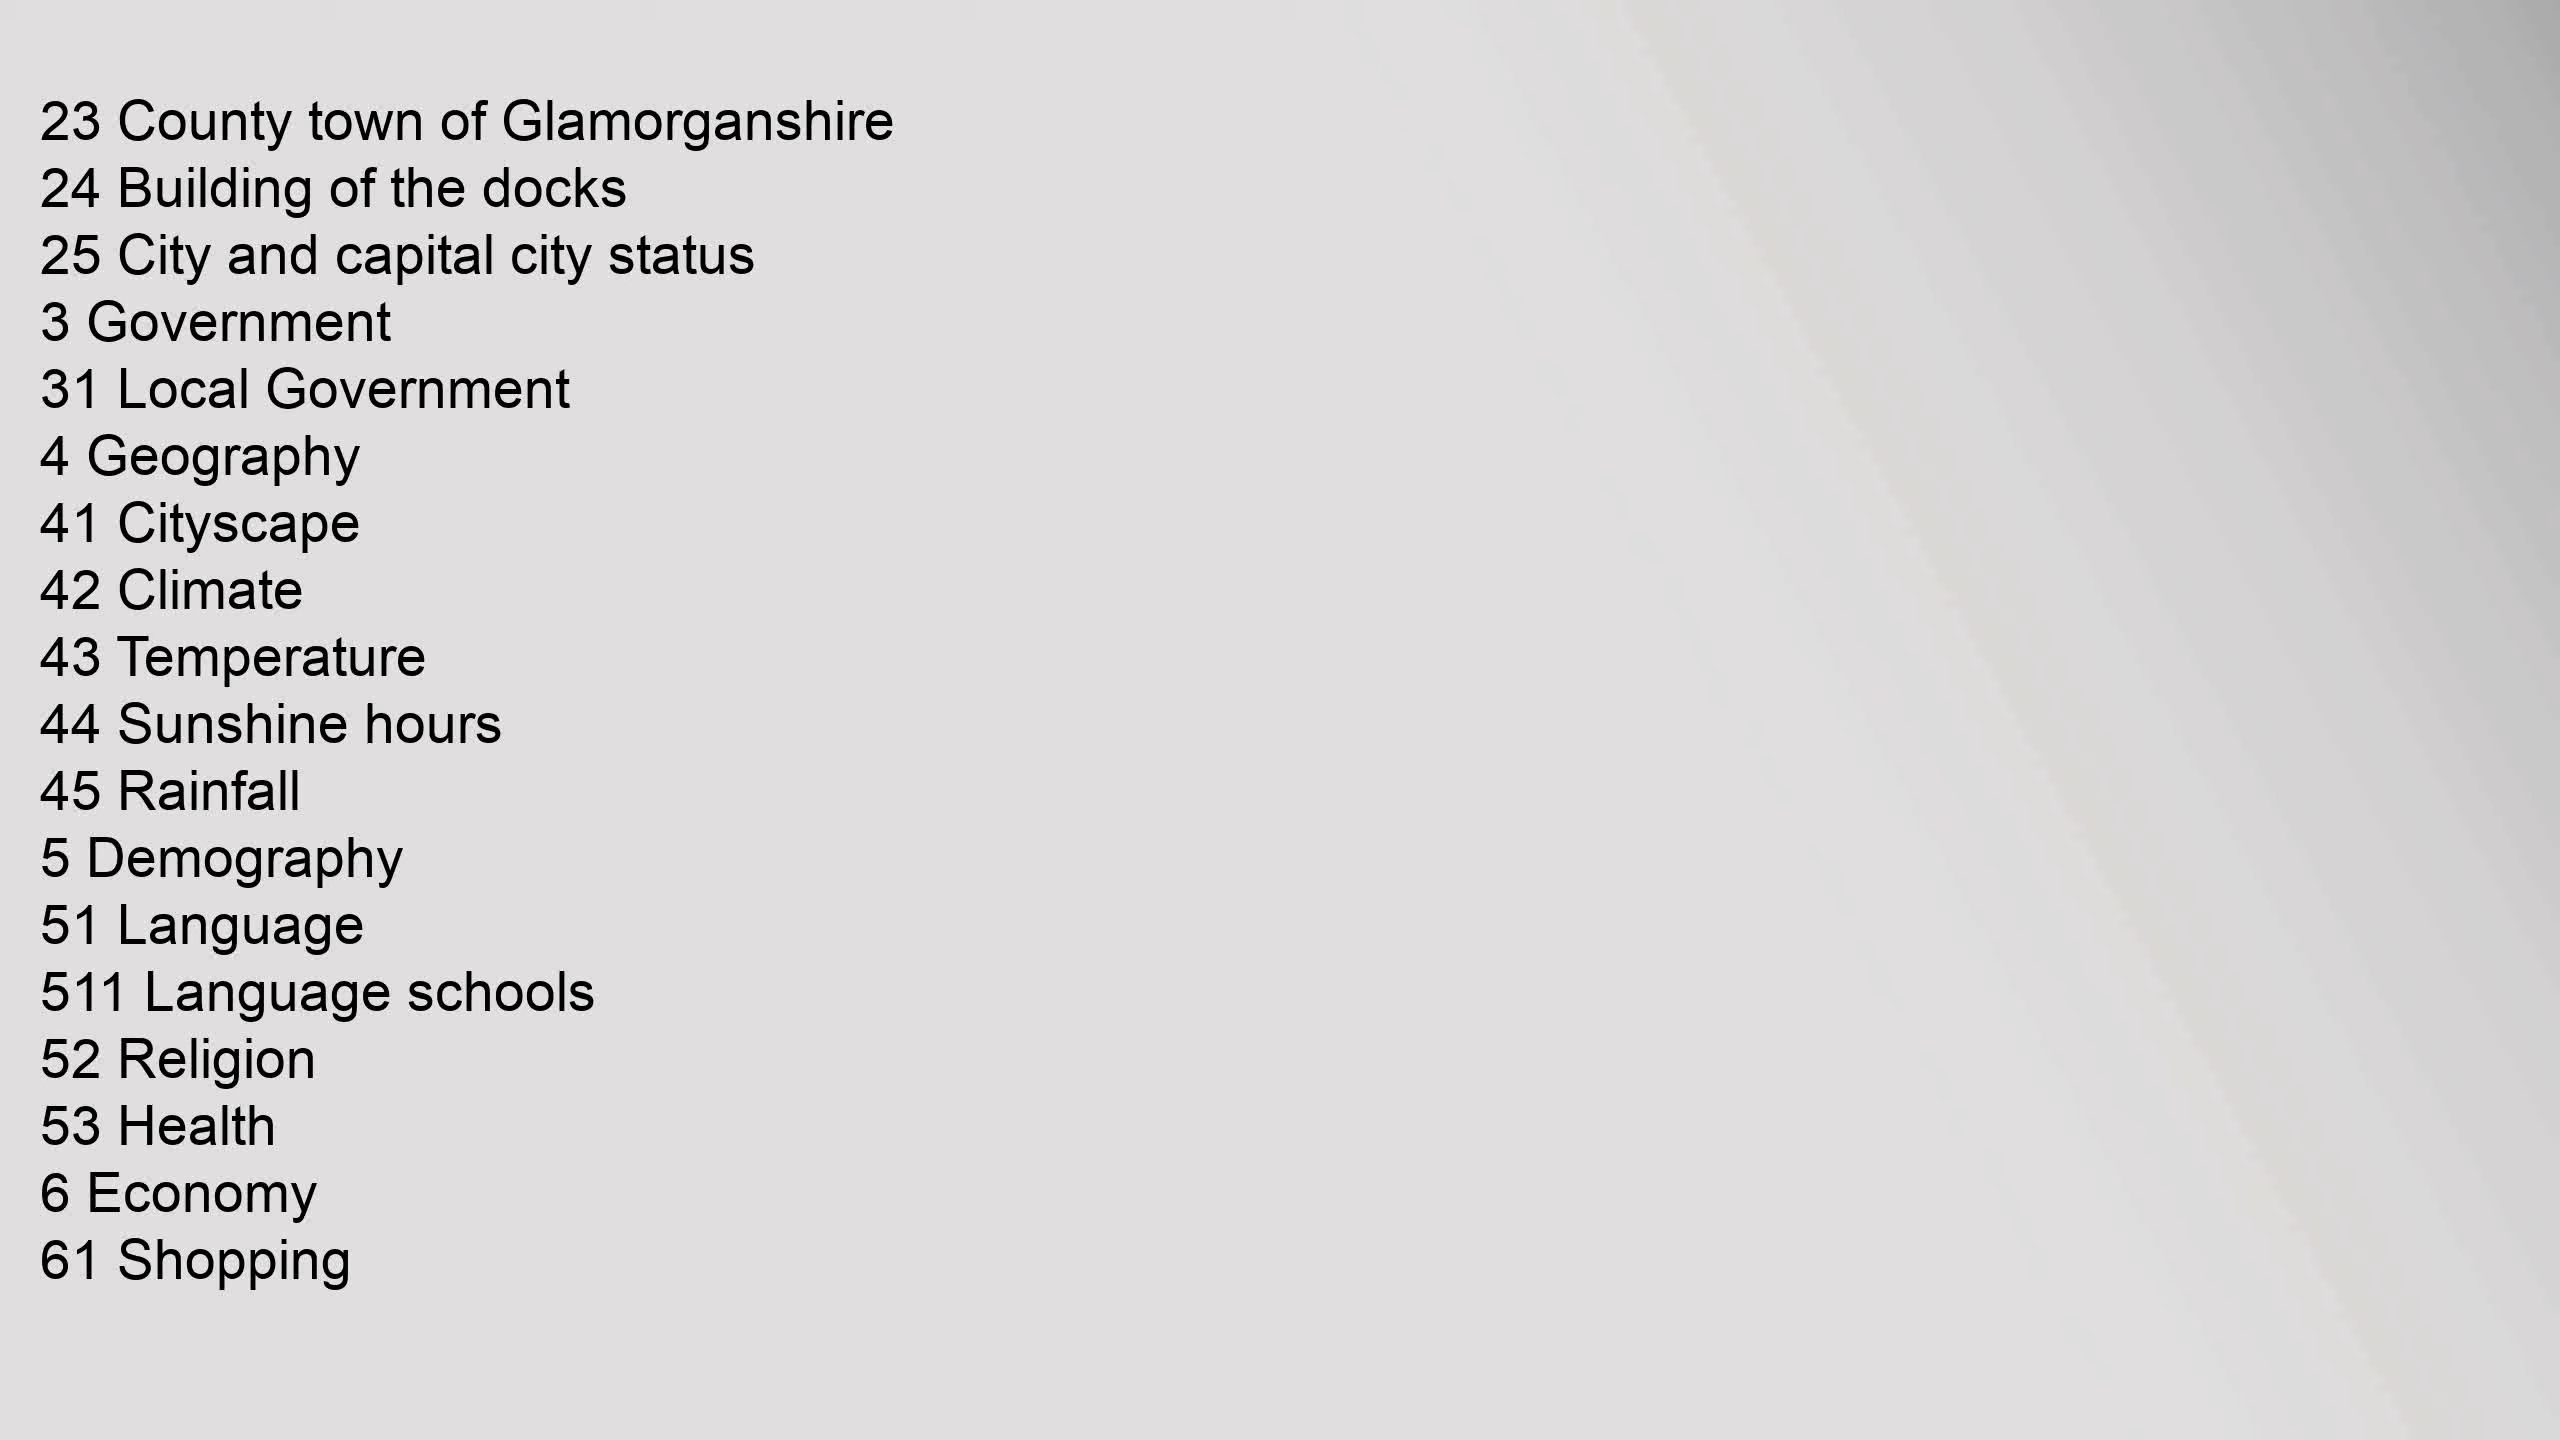 23 County town of Glamorganshire
24 Building of the docks
25 City and capital city status
3 Government
31 Local Government
4 Geography
41 Cityscape
42 Climate
43 Temperature
44 Sunshine hours
45 Rainfall
5 Demography
51 Language
511 Language schools
52 Religion
53 Health
6 Economy
61 Shopping